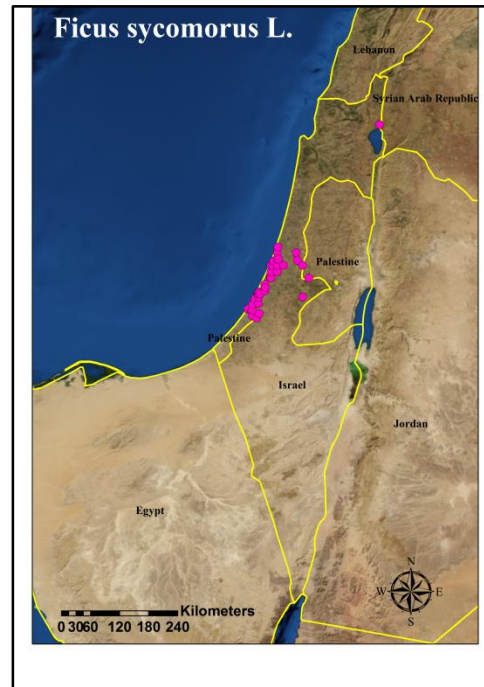 Ficus sycomorus L.
Lebanon
Syrian Arab Republic
Palestine
Palestine
Israel
Jordan
Egypt
Kilometers
0 30 60 120 180 240
N
W E
S